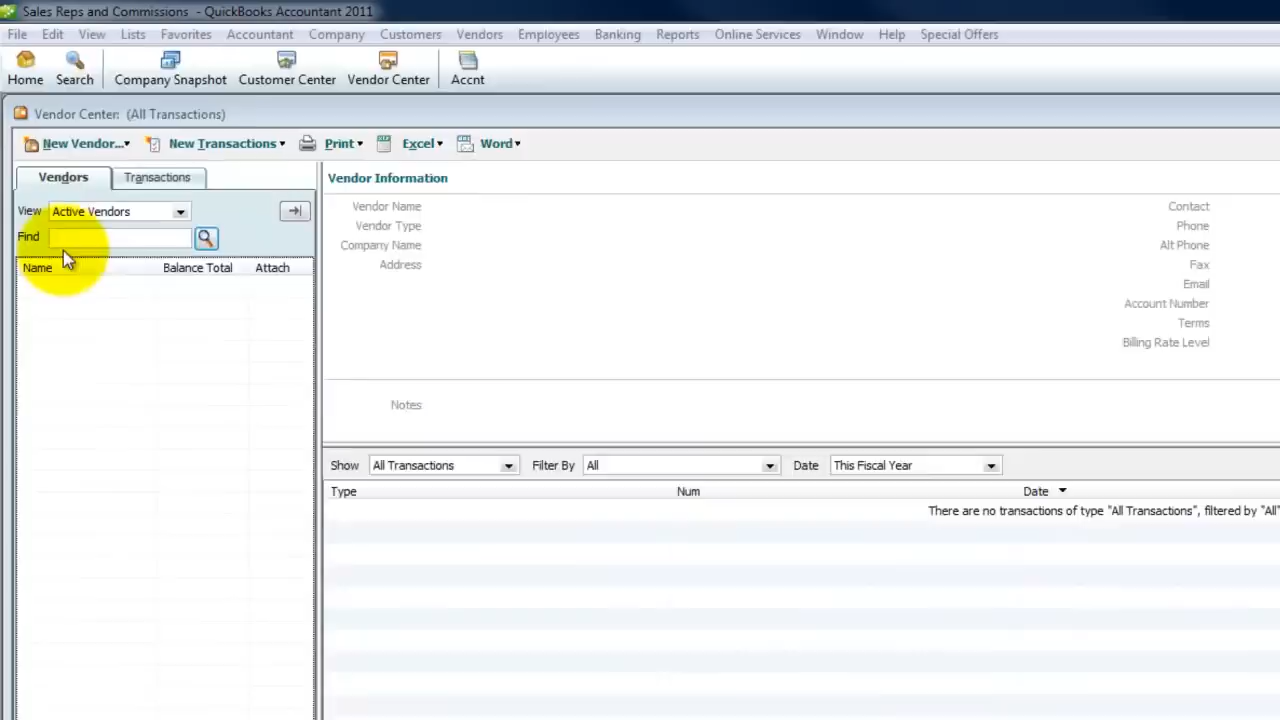 Sales Reps and Commissions - QuickBooks Accountant 2011
File Edit View Lists Favorites Accountant Company Customers Vendors Employees Banking Reports Online Services Window Help Special Offers
Home Search Company Snapshot Customer Center Vendor Center Accnt
Vendor Center: (All Transactions)
New Vendor... New Transactions Print Excel Word
Vendors Transactions
View Active Vendors
Find
Name Balance Total Attach
Vendor Information
Vendor Name Contact
Vendor Type Phone
Company Name Alt Phone
Address Fax
Email
Account Number
Terms
Billing Rate Level
Notes
Show All Transactions Filter By All Date This Fiscal Year
Type Num Date
There are no transactions of type "All Transactions", filtered by "All"